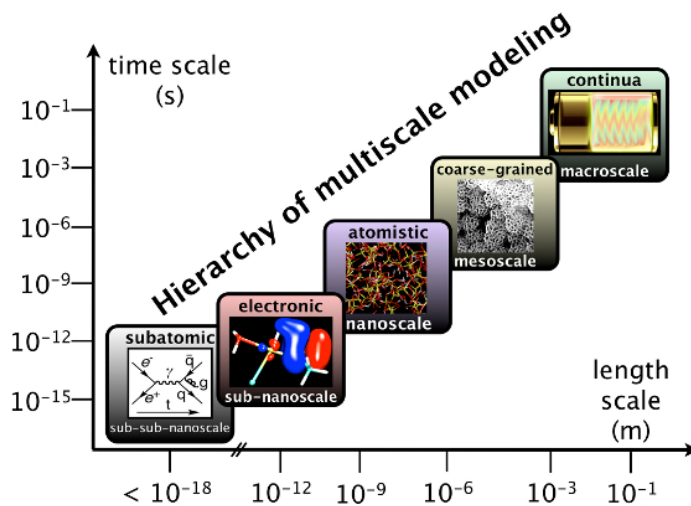 time scale
(s)
Hierarchy of multiscale modeling
10⁻¹
10⁻³
10⁻⁶
10⁻⁹
10⁻¹²
10⁻¹⁵
continua
macroscale
coarse-grained
mesoscale
atomistic
nanoscale
electronic
sub-nanoscale
subatomic
e⁻ q̄
γ g
e⁺ q
t
sub-sub-nanoscale
length
scale
(m)
< 10⁻¹⁸ 10⁻¹² 10⁻⁹ 10⁻⁶ 10⁻³ 10⁻¹